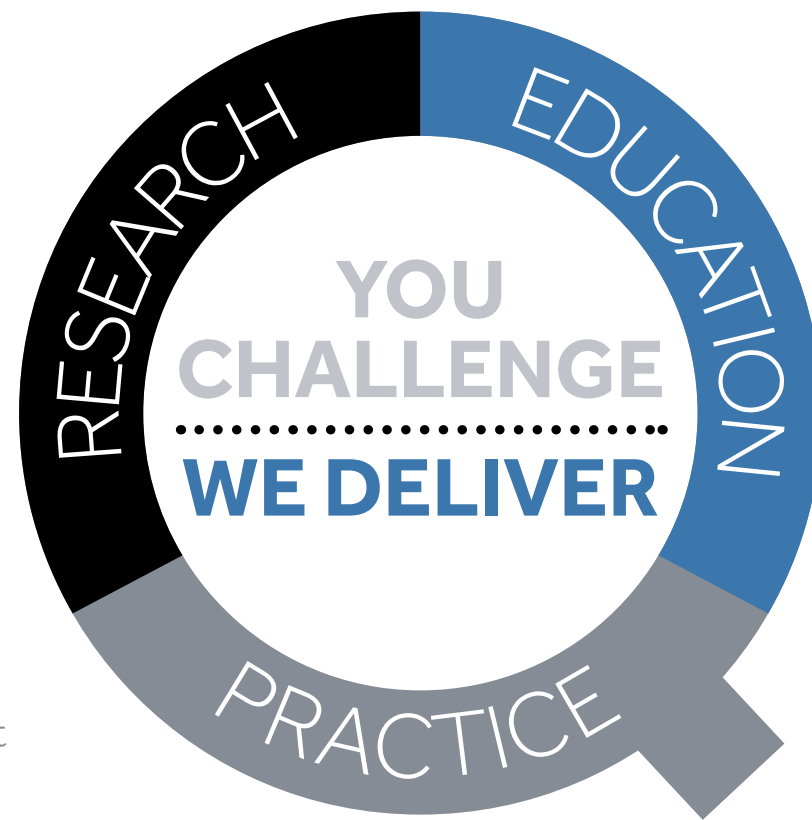 RESEARCH
EDUCATION
YOU
CHALLENGE
WE DELIVER
PRACTICE
t